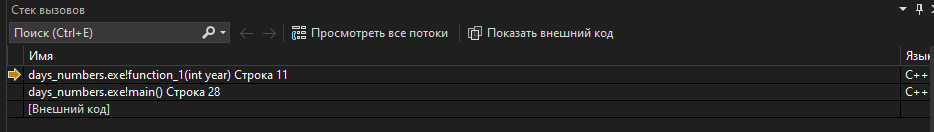 Стек вызовов
Поиск (Ctrl+E) Просмотреть все потоки Показать внешний код
Имя Язык
days_numbers.exe!function_1(int year) Строка 11 C++
days_numbers.exe!main() Строка 28 C++
[Внешний код]